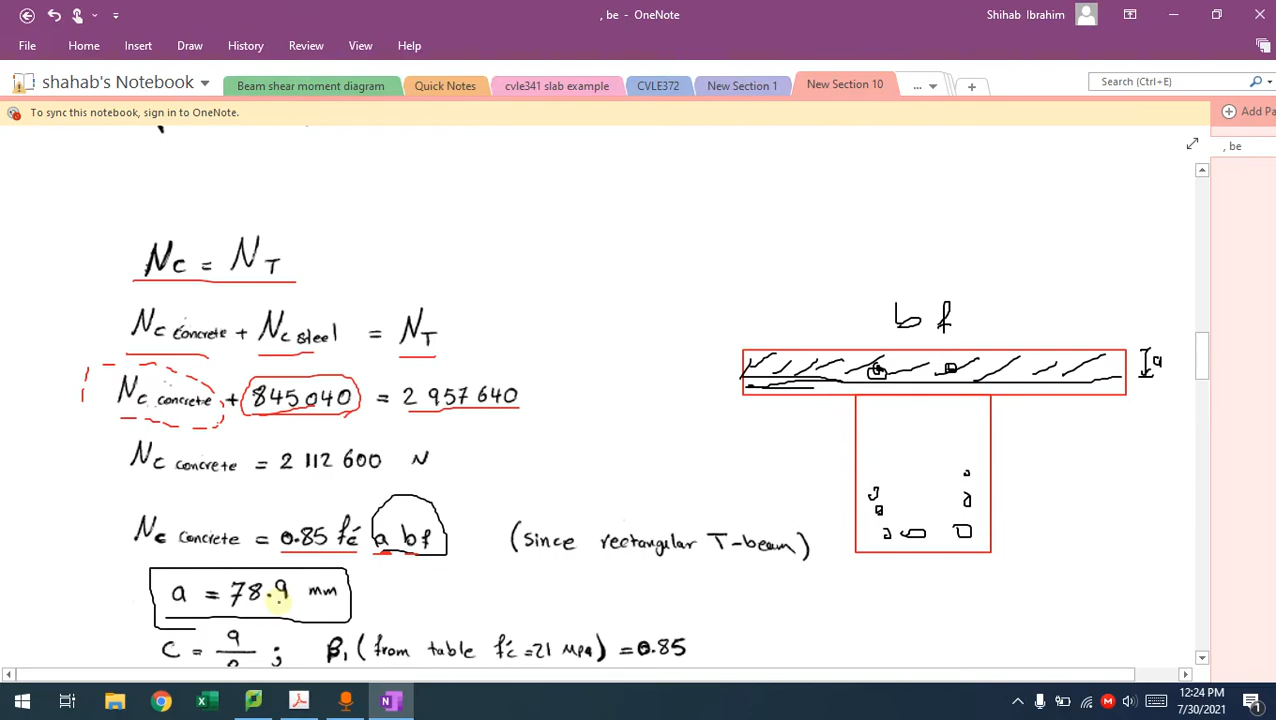 , be - OneNote
Shihab Ibrahim
File Home Insert Draw History Review View Help
shahab's Notebook
Beam shear moment diagram
Quick Notes
cvle341 slab example
CVLE372
New Section 1
New Section 10
...
Search (Ctrl+E)
To sync this notebook, sign in to OneNote.
Add Pa
, be
Nc = NT
Nc concrete + Nc steel = NT
Nc concrete + 845040 = 2 957 640
Nc concrete = 2 112 600 N
Nc concrete = 0.85 f'c a bf (since rectangular T-beam)
a = 78.9 mm
C = a ; β1 (from table f'c =21 MPa) = 0.85
b f
a
12:24 PM
7/30/2021